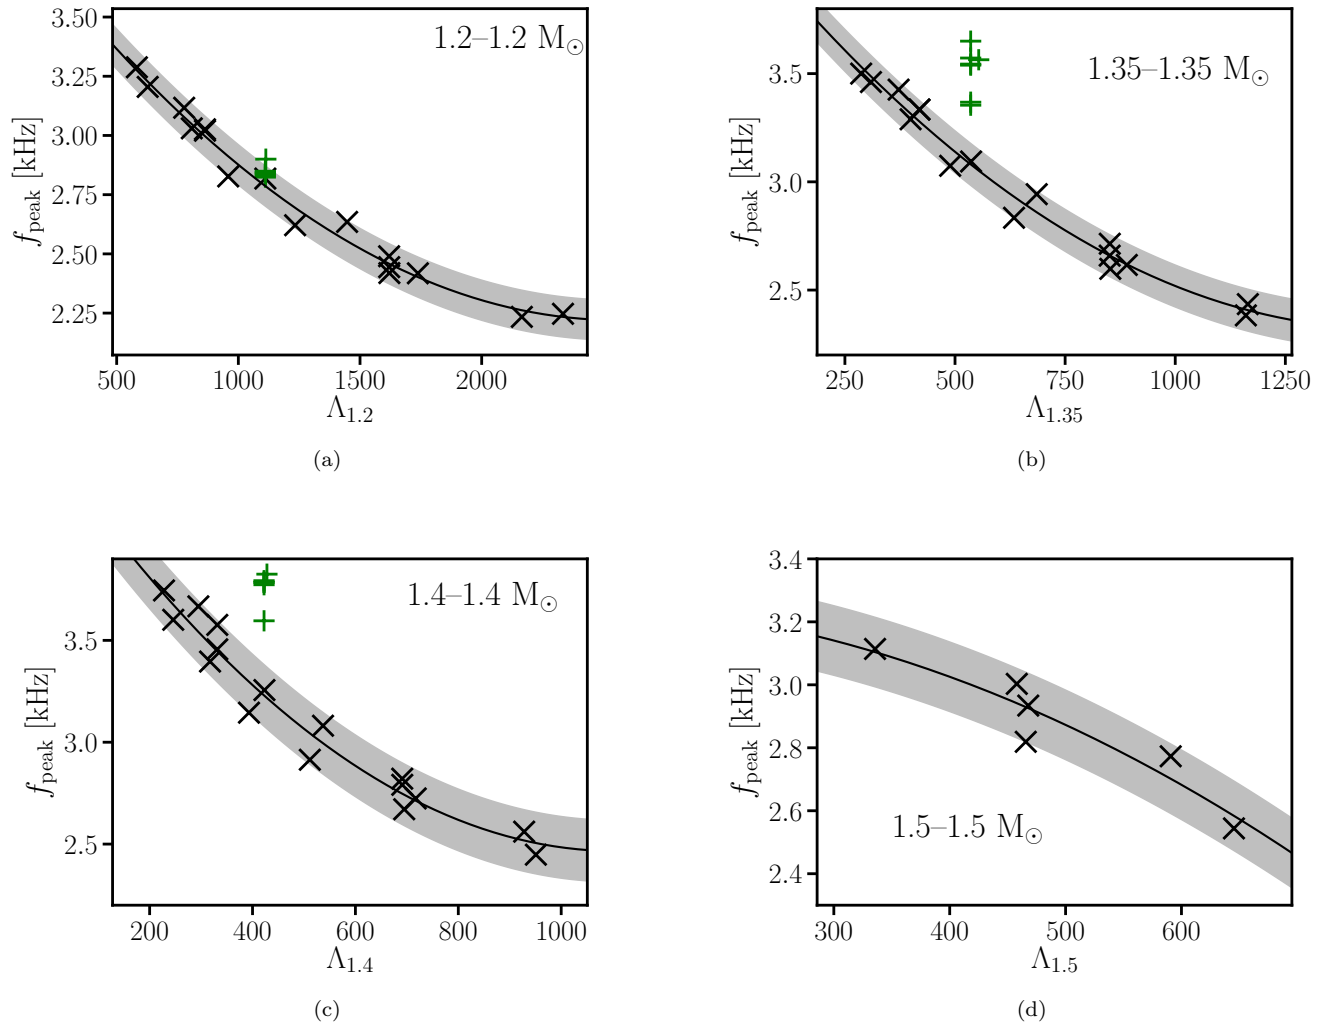 3.50
3.25
3.00
2.75
2.50
2.25
f_peak [kHz]
1.2–1.2 M⊙
500 1000 1500 2000
Λ1.2
(a)
3.5
3.0
2.5
f_peak [kHz]
1.35–1.35 M⊙
250 500 750 1000 1250
Λ1.35
(b)
3.5
3.0
2.5
f_peak [kHz]
1.4–1.4 M⊙
200 400 600 800 1000
Λ1.4
(c)
3.4
3.2
3.0
2.8
2.6
2.4
f_peak [kHz]
1.5–1.5 M⊙
300 400 500 600
Λ1.5
(d)